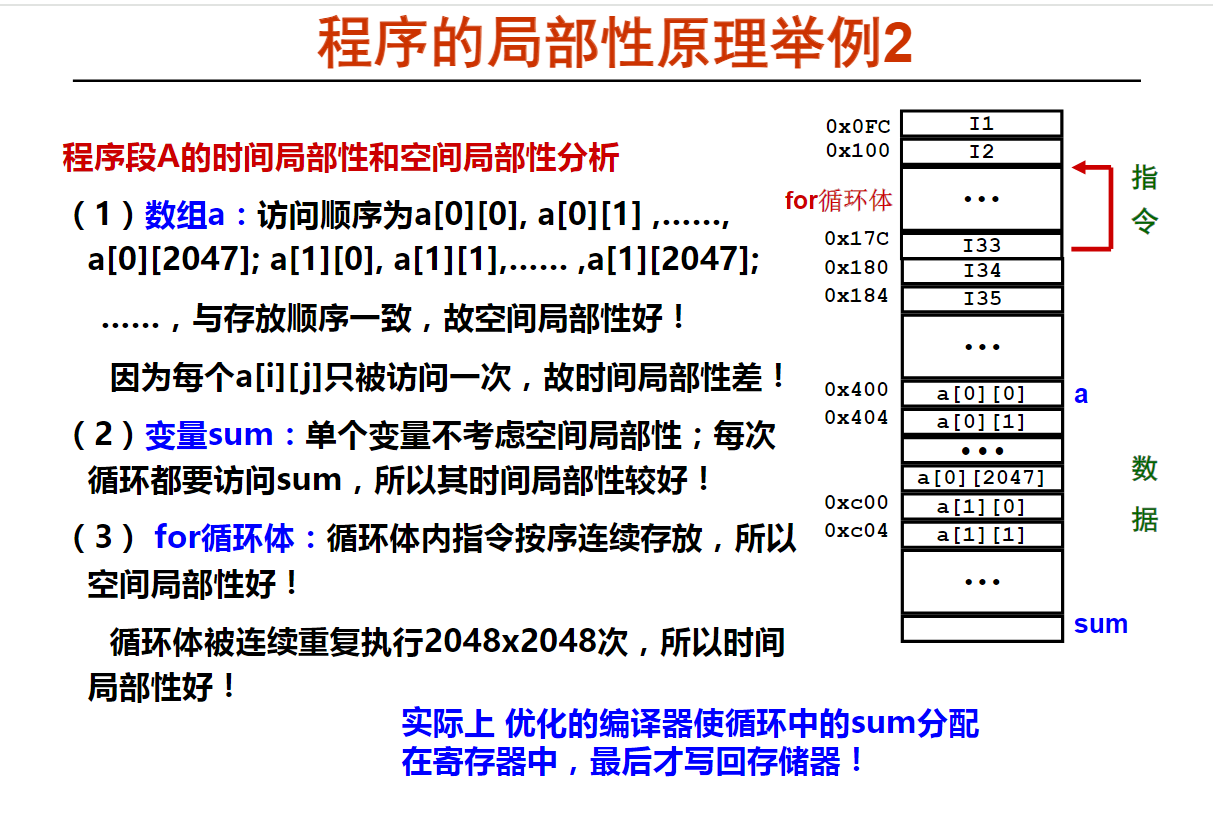 程序的局部性原理举例2
程序段A的时间局部性和空间局部性分析
（1）数组a：访问顺序为a[0][0], a[0][1] ,……,
a[0][2047]; a[1][0], a[1][1],…… ,a[1][2047];
……，与存放顺序一致，故空间局部性好！
因为每个a[i][j]只被访问一次，故时间局部性差！
（2）变量sum：单个变量不考虑空间局部性；每次
循环都要访问sum，所以其时间局部性较好！
（3） for循环体：循环体内指令按序连续存放，所以
空间局部性好！
循环体被连续重复执行2048x2048次，所以时间
局部性好！
实际上 优化的编译器使循环中的sum分配
在寄存器中，最后才写回存储器！
0x0FC I1
0x100 I2
for循环体 •••
0x17C I33
0x180 I34
0x184 I35
•••
0x400 a[0][0] a
0x404 a[0][1]
•••
a[0][2047]
0xc00 a[1][0]
0xc04 a[1][1]
•••
sum
指
令
数
据